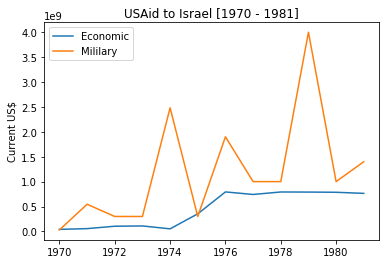 USAid to Israel [1970 - 1981]
1e9
Economic
Mililary
Current US$
4.0
3.5
3.0
2.5
2.0
1.5
1.0
0.5
0.0
1970 1972 1974 1976 1978 1980